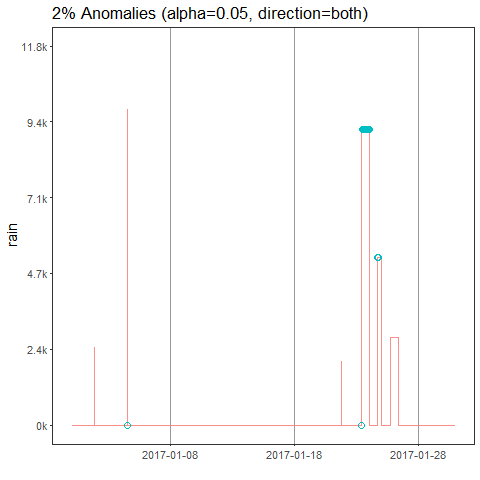 2% Anomalies (alpha=0.05, direction=both)
11.8k
9.4k
7.1k
4.7k
2.4k
0k
rain
2017-01-08
2017-01-18
2017-01-28